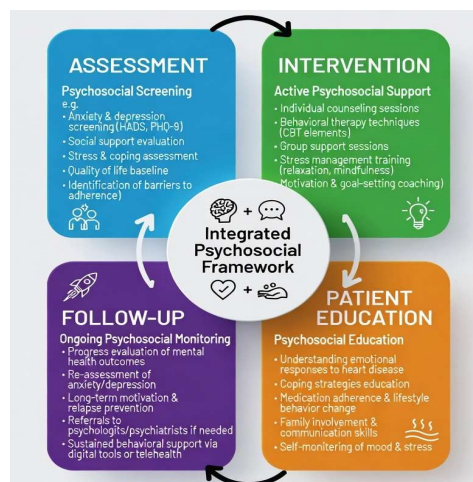 ASSESSMENT
Psychosocial Screening
e.g.
• Anxiety & depression
screening (HADS, PHQ-9)
• Social support evaluation
• Stress & coping assessment
• Quality of life baseline
• Identification of barriers to
adherence)
INTERVENTION
Active Psychosocial Support
• Individual counseling sessions
• Behavioral therapy techniques
(CBT elements)
• Group support sessions
• Stress management training
(relaxation, mindfulness)
Motivation & goal-setting coaching)
Integrated
Psychosocial
Framework
FOLLOW-UP
Ongoing Psychosocial Monitoring
• Progress evaluation of mental
health outcomes
• Re-assessment of
anxiety/depression
• Long-term motivation &
relapse prevention
• Referrals to
psychologits/psychiatrists if needed
• Sustained behavioral support via
digital tools or telehealth
PATIENT
EDUCATION
Psychosocial Education
• Understanding emotional
responses to heart disease
• Coping strategies education
• Medication adherence & lifestyle
behavior change
• Family involvement &
communication skills
• Self-monitoring of mood & stress